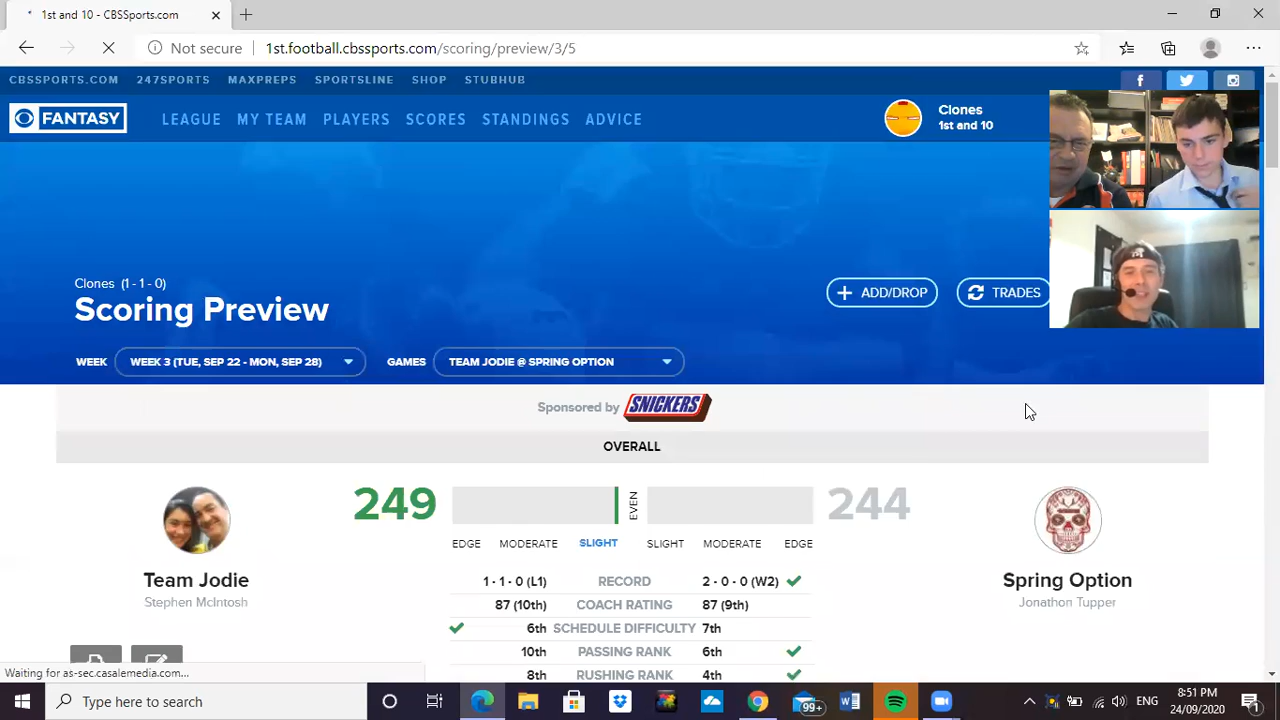 1st and 10 - CBSSports.com
Not secure 1st.football.cbssports.com/scoring/preview/3/5
CBSSPORTS.COM 247SPORTS MAXPREPS SPORTSLINE SHOP STUBHUB
FANTASY LEAGUE MY TEAM PLAYERS SCORES STANDINGS ADVICE
Clones
1st and 10
Clones (1 - 1 - 0)
Scoring Preview
ADD/DROP TRADES
WEEK WEEK 3 (TUE, SEP 22 - MON, SEP 28) GAMES TEAM JODIE @ SPRING OPTION
Sponsored by SNICKERS
OVERALL
249 EVEN 244
EDGE MODERATE SLIGHT SLIGHT MODERATE EDGE
Team Jodie
Stephen McIntosh
Spring Option
Jonathon Tupper
1 - 1 - 0 (L1) RECORD 2 - 0 - 0 (W2)
87 (10th) COACH RATING 87 (9th)
6th SCHEDULE DIFFICULTY 7th
10th PASSING RANK 6th
8th RUSHING RANK 4th
Waiting for as-sec.casalemedia.com...
Type here to search
99+
ENG
8:51 PM
24/09/2020
1